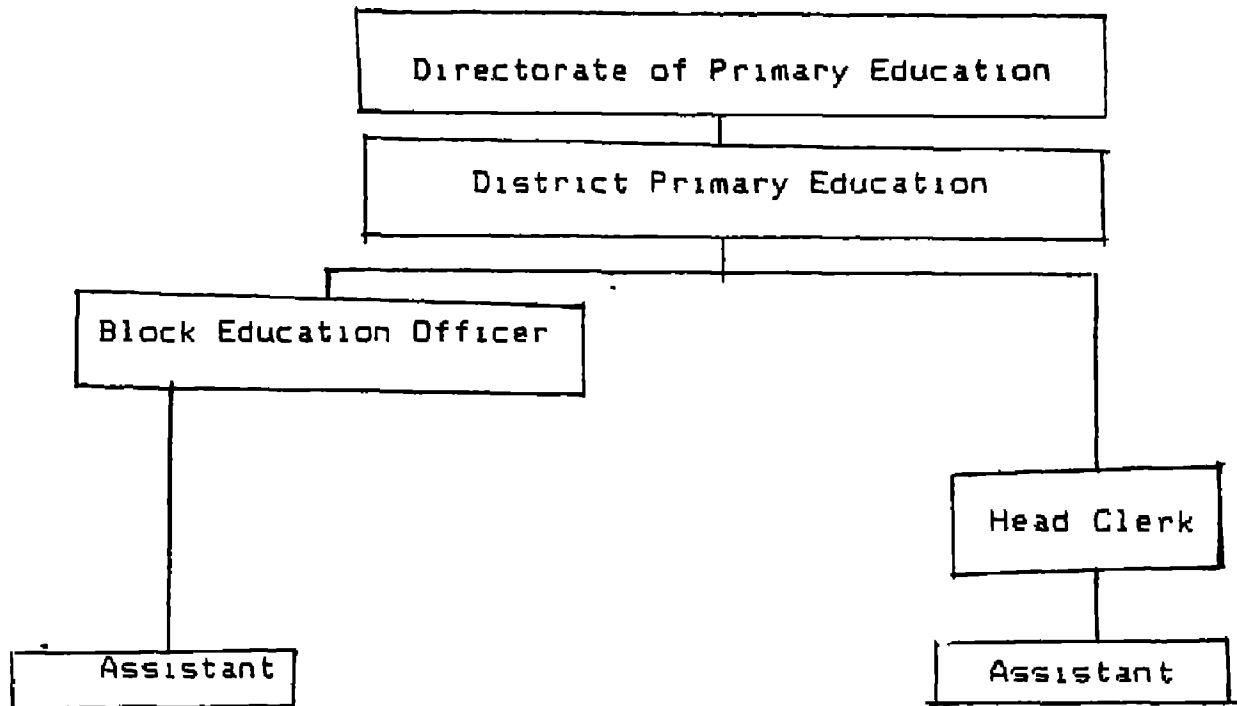 Directorate of Primary Education
District Primary Education
Block Education Officer
Head Clerk
Assistant
Assistant